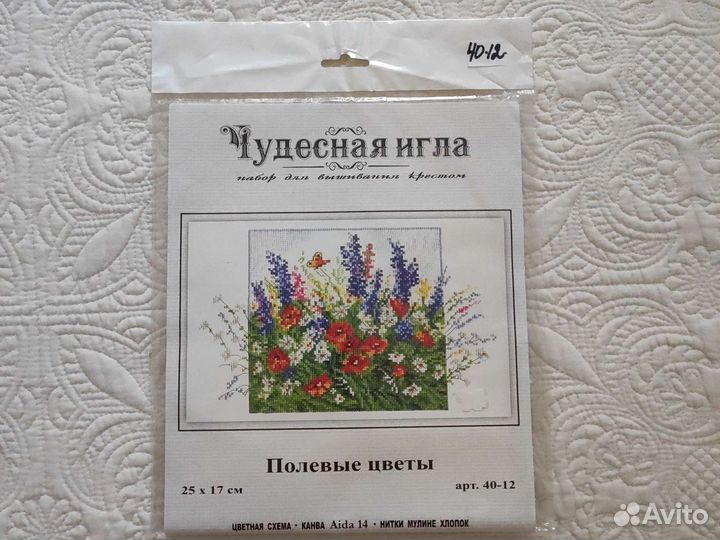 40-12
Чудесная игла
набор для вышивания крестом
Полевые цветы
25 х 17 см
арт. 40-12
ЦВЕТНАЯ СХЕМА · КАНВА Aida 14 · НИТКИ МУЛИНЕ ХЛОПОК
Avito